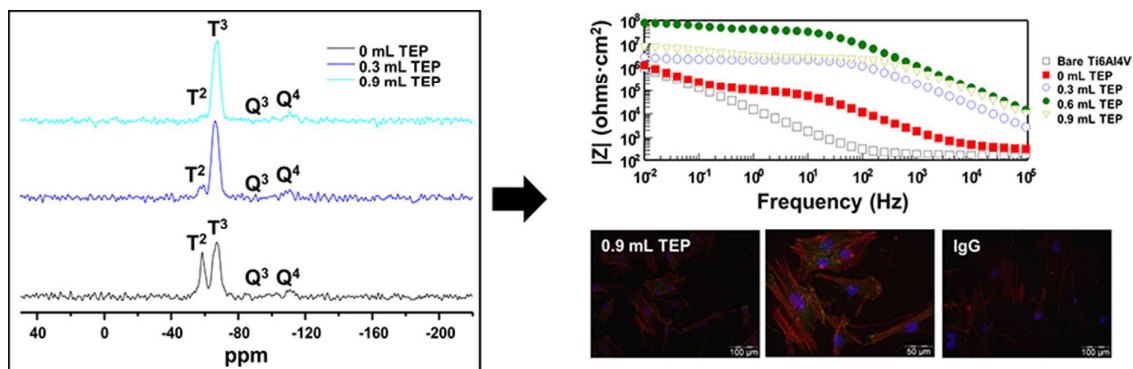 T³
0 mL TEP
0.3 mL TEP
0.9 mL TEP
T²
Q³ Q⁴
T²
Q³ Q⁴
T² T³
Q³ Q⁴
40 0 -40 -80 -120 -160 -200
ppm
|Z| (ohms·cm²)
10⁸
10⁷
10⁶
10⁵
10⁴
10³
10²
10⁻² 10⁻¹ 10⁰ 10¹ 10² 10³ 10⁴ 10⁵
Frequency (Hz)
Bare Ti6Al4V
0 mL TEP
0.3 mL TEP
0.6 mL TEP
0.9 mL TEP
0.9 mL TEP
100 µm
50 µm
IgG
100 µm